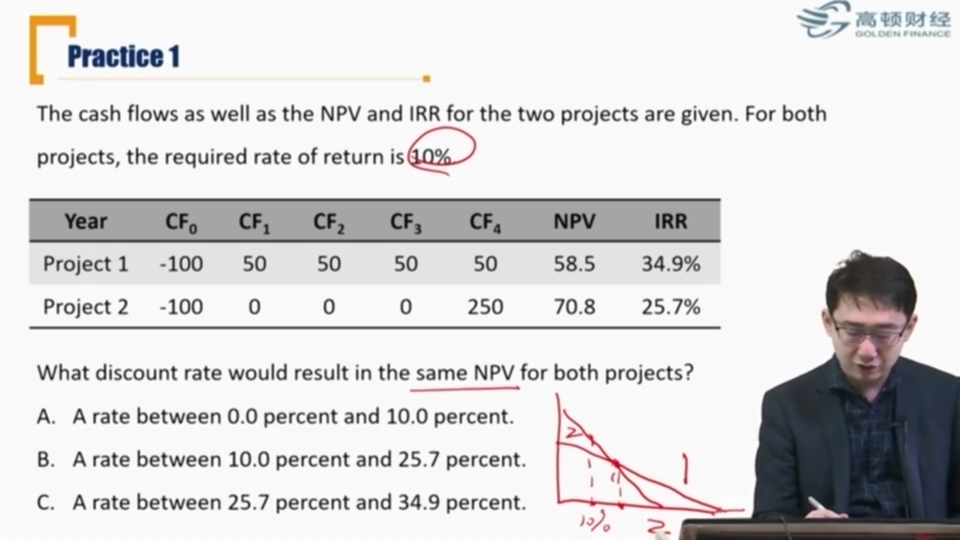 高顿财经
GOLDEN FINANCE
Practice 1
The cash flows as well as the NPV and IRR for the two projects are given. For both
projects, the required rate of return is 10%
Year CF₀ CF₁ CF₂ CF₃ CF₄ NPV IRR
Project 1 -100 50 50 50 50 58.5 34.9%
Project 2 -100 0 0 0 250 70.8 25.7%
What discount rate would result in the same NPV for both projects?
A. A rate between 0.0 percent and 10.0 percent.
B. A rate between 10.0 percent and 25.7 percent.
C. A rate between 25.7 percent and 34.9 percent.
2
1
10%
2